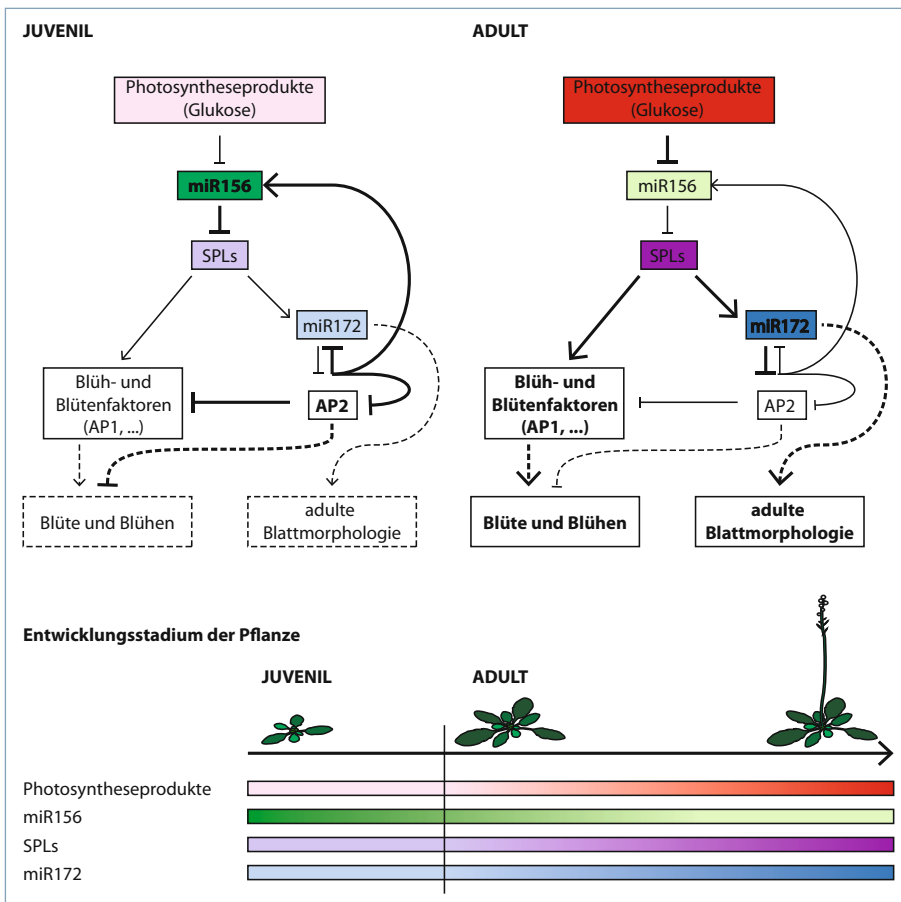 JUVENIL
Photosyntheseprodukte
(Glukose)
miR156
SPLs
miR172
Blüh- und
Blütenfaktoren
(AP1, ...)
AP2
Blüte und Blühen
adulte
Blattmorphologie
ADULT
Photosyntheseprodukte
(Glukose)
miR156
SPLs
miR172
Blüh- und
Blütenfaktoren
(AP1, ...)
AP2
Blüte und Blühen
adulte
Blattmorphologie
Entwicklungsstadium der Pflanze
JUVENIL
ADULT
Photosyntheseprodukte
miR156
SPLs
miR172